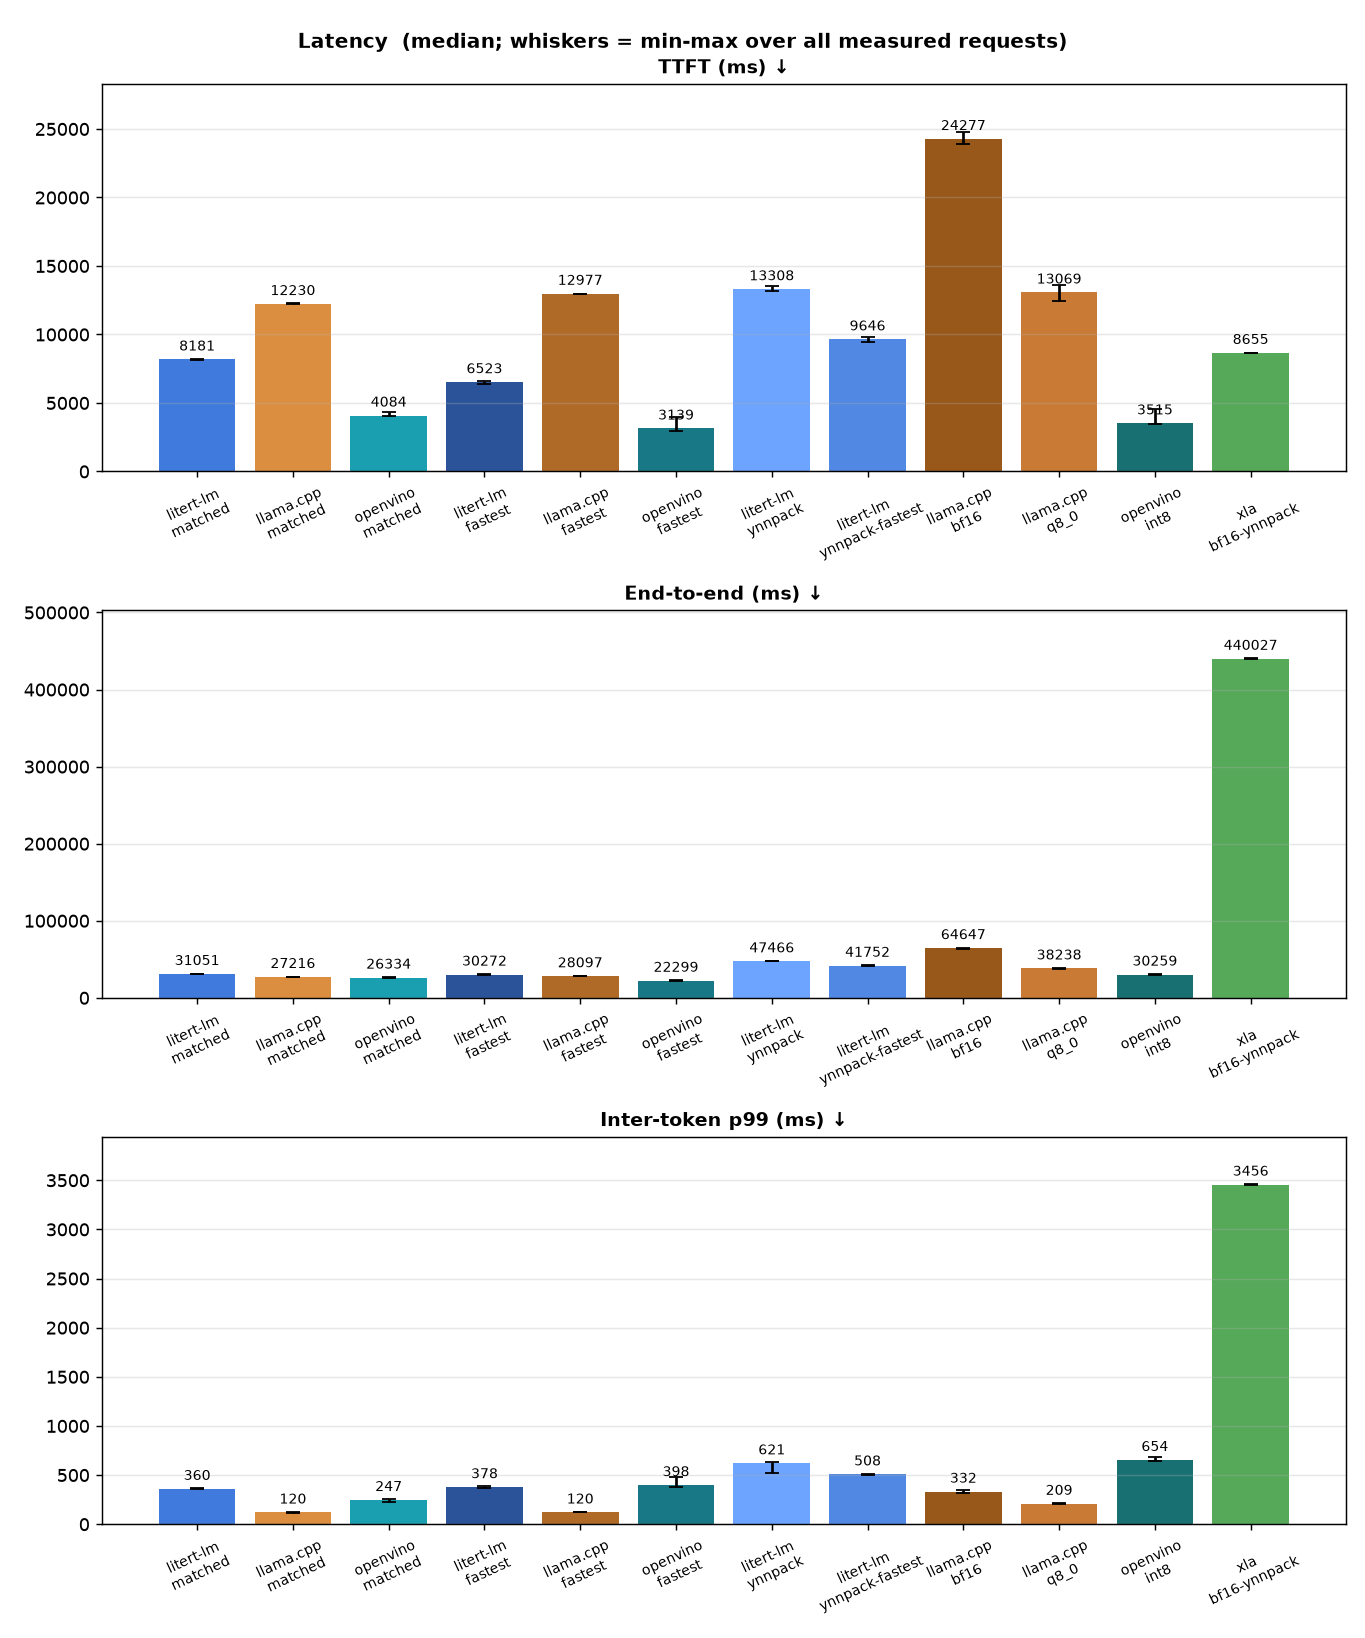 Latency  (median; whiskers = min-max over all measured requests)
TTFT (ms) ↓
25000
20000
15000
10000
5000
0
8181
12230
4084
6523
12977
3139
13308
9646
24277
13069
3515
8655
litert-lm
matched
llama.cpp
matched
openvino
matched
litert-lm
fastest
llama.cpp
fastest
openvino
fastest
litert-lm
ynnpack
litert-lm
ynnpack-fastest
llama.cpp
bf16
llama.cpp
q8_0
openvino
int8
xla
bf16-ynnpack
End-to-end (ms) ↓
500000
400000
300000
200000
100000
0
31051
27216
26334
30272
28097
22299
47466
41752
64647
38238
30259
440027
litert-lm
matched
llama.cpp
matched
openvino
matched
litert-lm
fastest
llama.cpp
fastest
openvino
fastest
litert-lm
ynnpack
litert-lm
ynnpack-fastest
llama.cpp
bf16
llama.cpp
q8_0
openvino
int8
xla
bf16-ynnpack
Inter-token p99 (ms) ↓
3500
3000
2500
2000
1500
1000
500
0
360
120
247
378
120
398
621
508
332
209
654
3456
litert-lm
matched
llama.cpp
matched
openvino
matched
litert-lm
fastest
llama.cpp
fastest
openvino
fastest
litert-lm
ynnpack
litert-lm
ynnpack-fastest
llama.cpp
bf16
llama.cpp
q8_0
openvino
int8
xla
bf16-ynnpack